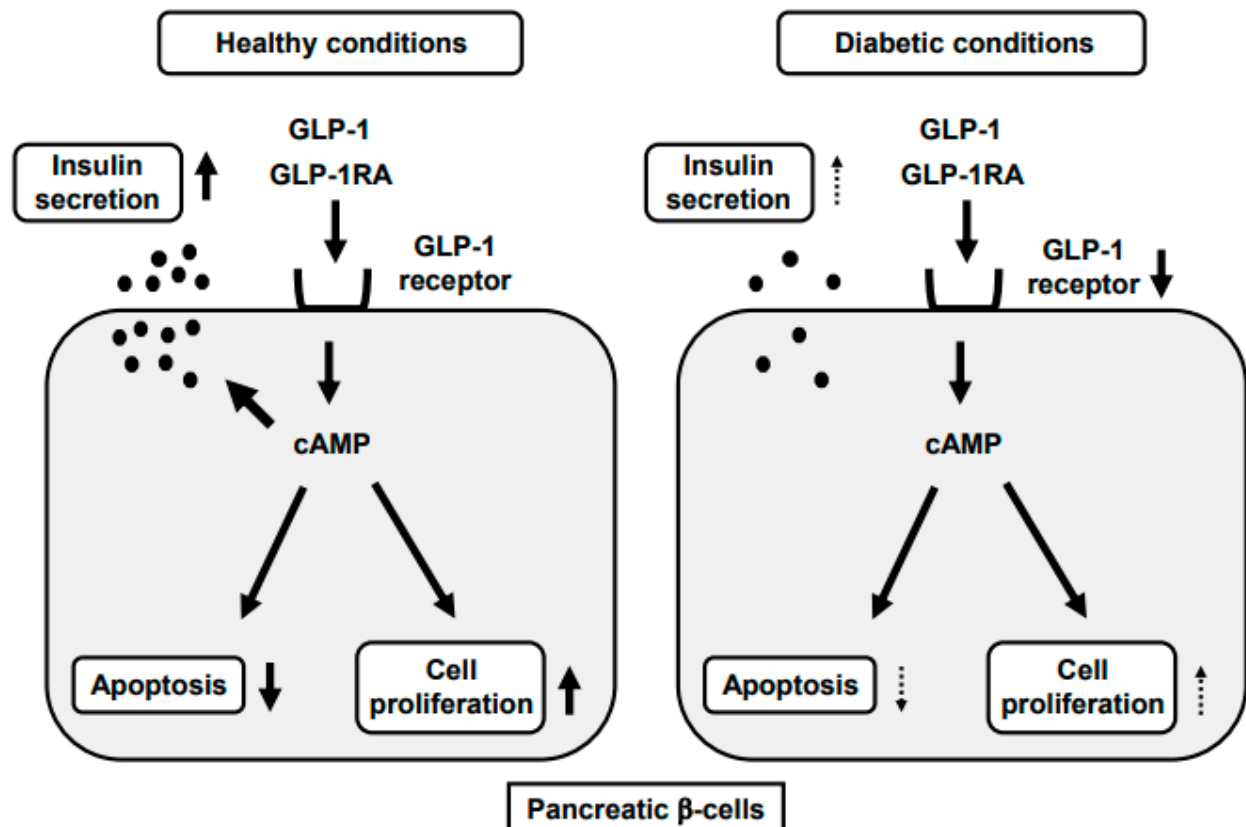 Healthy conditions
GLP-1
GLP-1RA
Insulin
secretion
GLP-1
receptor
cAMP
Apoptosis
Cell
proliferation
Diabetic conditions
GLP-1
GLP-1RA
Insulin
secretion
GLP-1
receptor
cAMP
Apoptosis
Cell
proliferation
Pancreatic β-cells